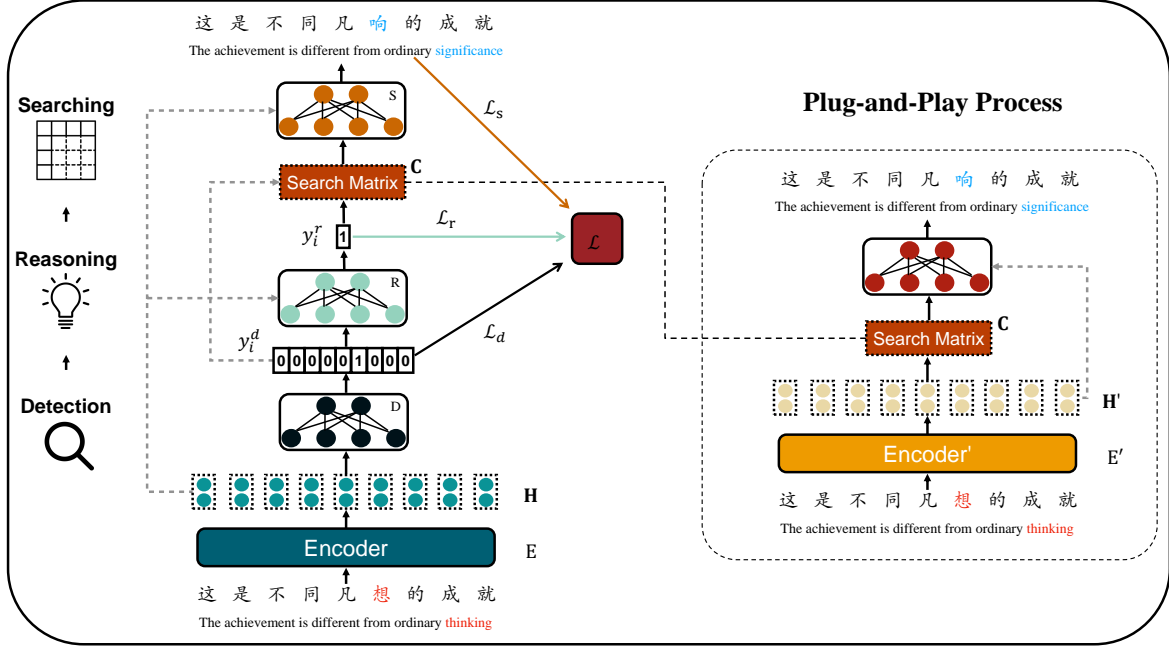 Searching
Reasoning
Detection
这是不同凡响的成就
The achievement is different from ordinary significance
S
C
Search Matrix
y_i^r
1
ℒ_r
ℒ_s
ℒ
R
y_i^d
0 0 0 0 0 1 0 0 0
ℒ_d
D
H
Encoder
E
这是不同凡想的成就
The achievement is different from ordinary thinking
Plug-and-Play Process
这是不同凡响的成就
The achievement is different from ordinary significance
C
Search Matrix
H'
Encoder'
E′
这是不同凡想的成就
The achievement is different from ordinary thinking